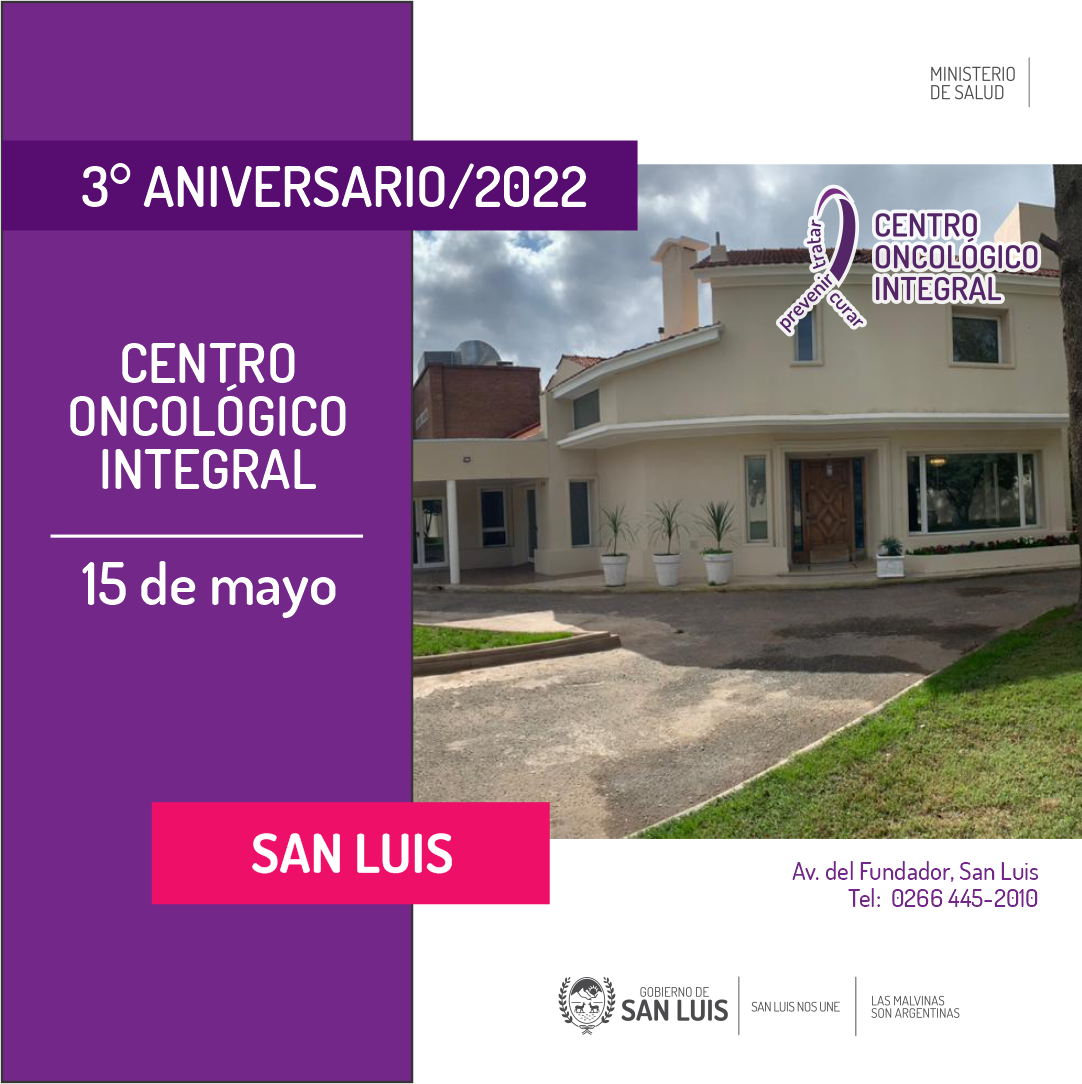 MINISTERIO
DE SALUD
3° ANIVERSARIO/2022
prevenir tratar
curar
CENTRO
ONCOLÓGICO
INTEGRAL
CENTRO
ONCOLÓGICO
INTEGRAL
15 de mayo
SAN LUIS
Av. del Fundador, San Luis
Tel: 0266 445-2010
GOBIERNO DE
SAN LUIS
SAN LUIS NOS UNE
LAS MALVINAS
SON ARGENTINAS